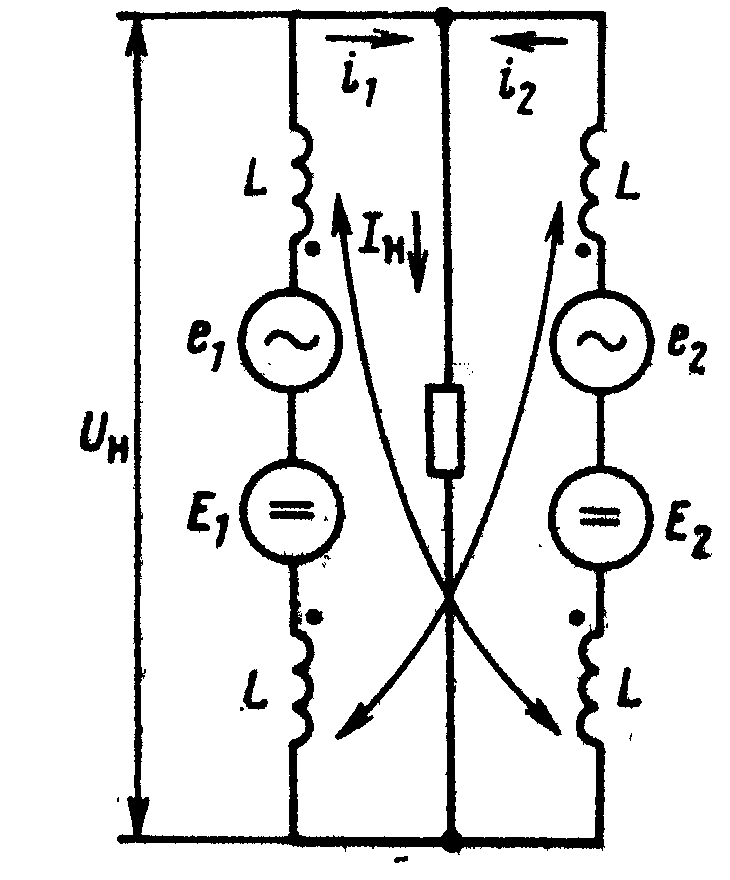 i₁ i₂
L L
Iн
e₁ e₂
Uн
E₁ E₂
L L